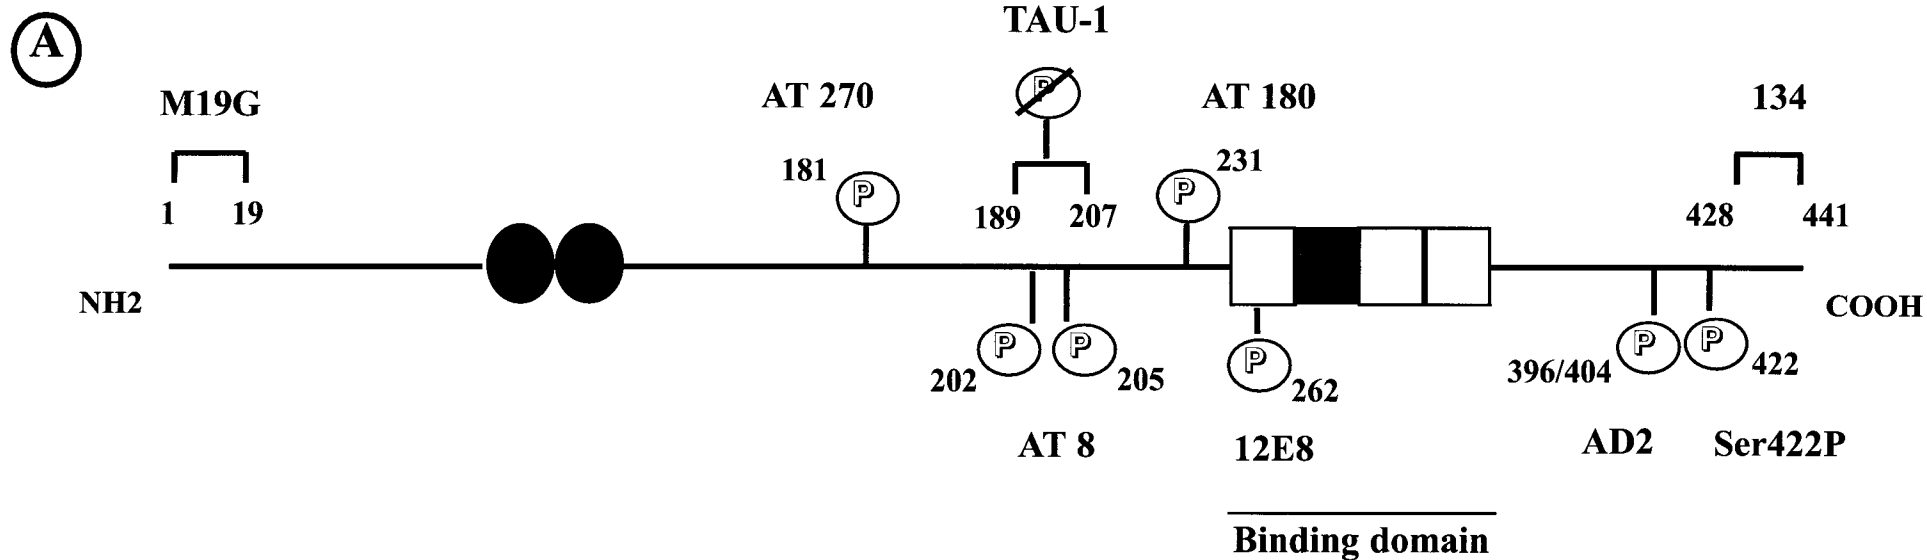 A
TAU-1
M19G
AT 270
P
AT 180
134
181
P
P
231
1
19
189
207
428
441
NH2
COOH
202
P
P
205
P
262
396/404
P
P
422
AT 8
12E8
AD2
Ser422P
Binding domain